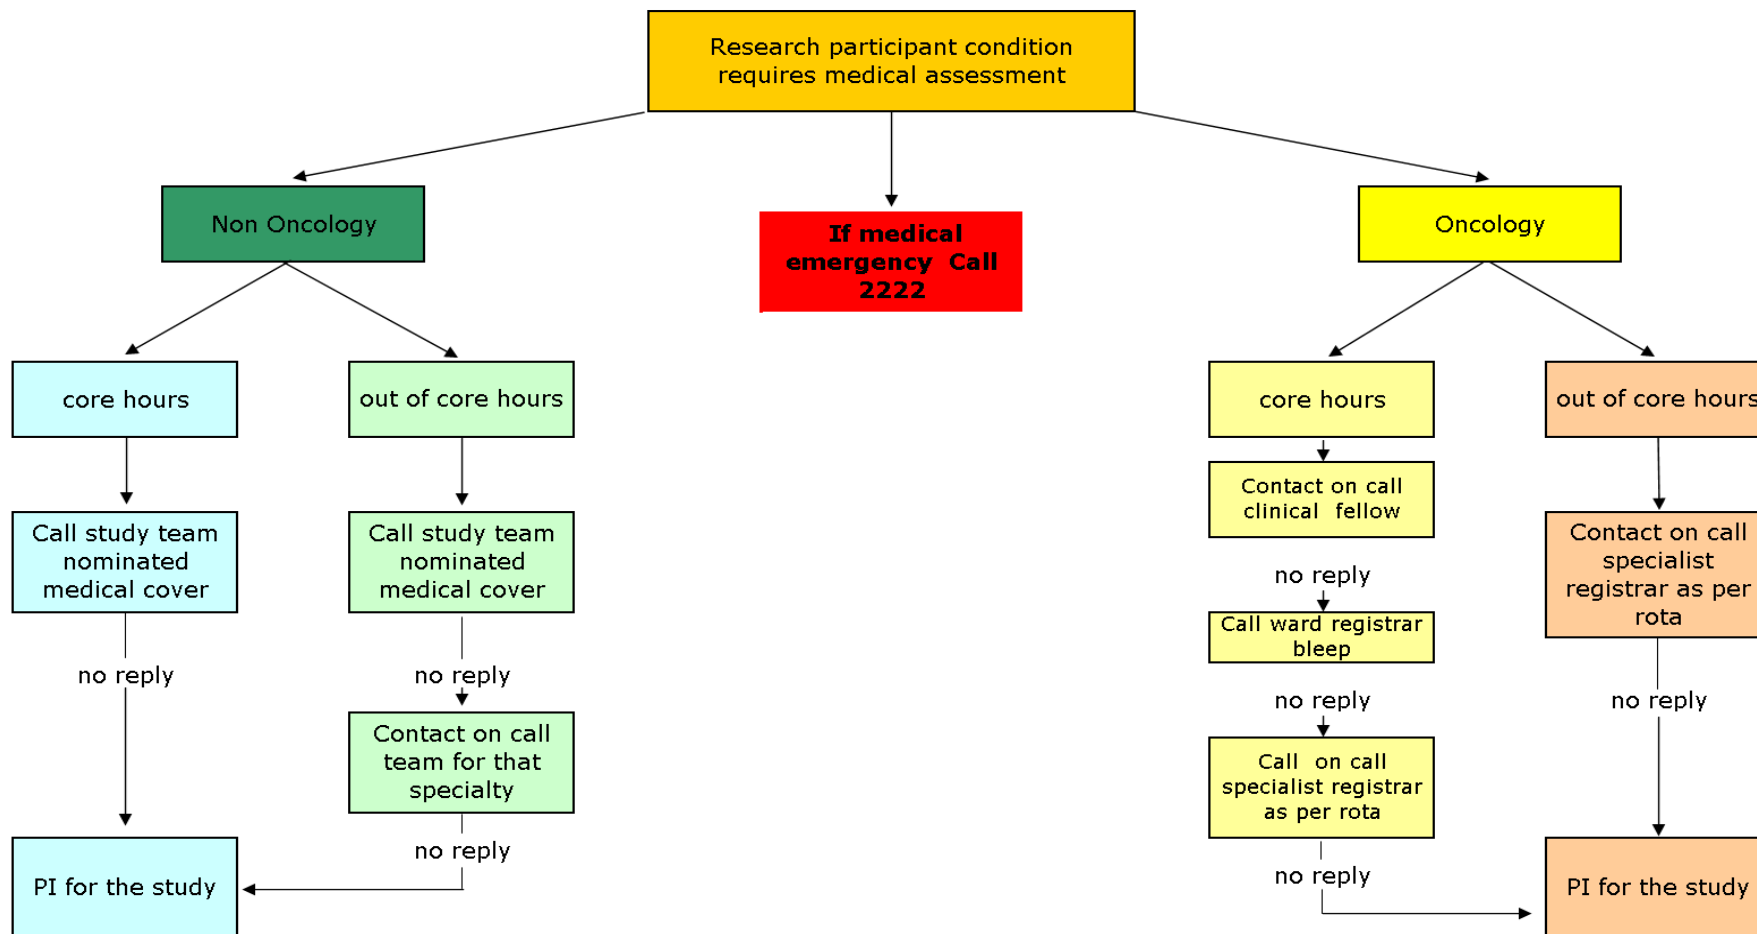 Research participant condition
requires medical assessment
Non Oncology
If medical
emergency Call
2222
Oncology
core hours
out of core hours
core hours
out of core hours
Call study team
nominated
medical cover
Call study team
nominated
medical cover
Contact on call
clinical fellow
Contact on call
specialist
registrar as per
rota
no reply
Call ward registrar
bleep
no reply
no reply
no reply
no reply
Contact on call
team for that
specialty
Call on call
specialist registrar
as per rota
no reply
no reply
PI for the study
PI for the study